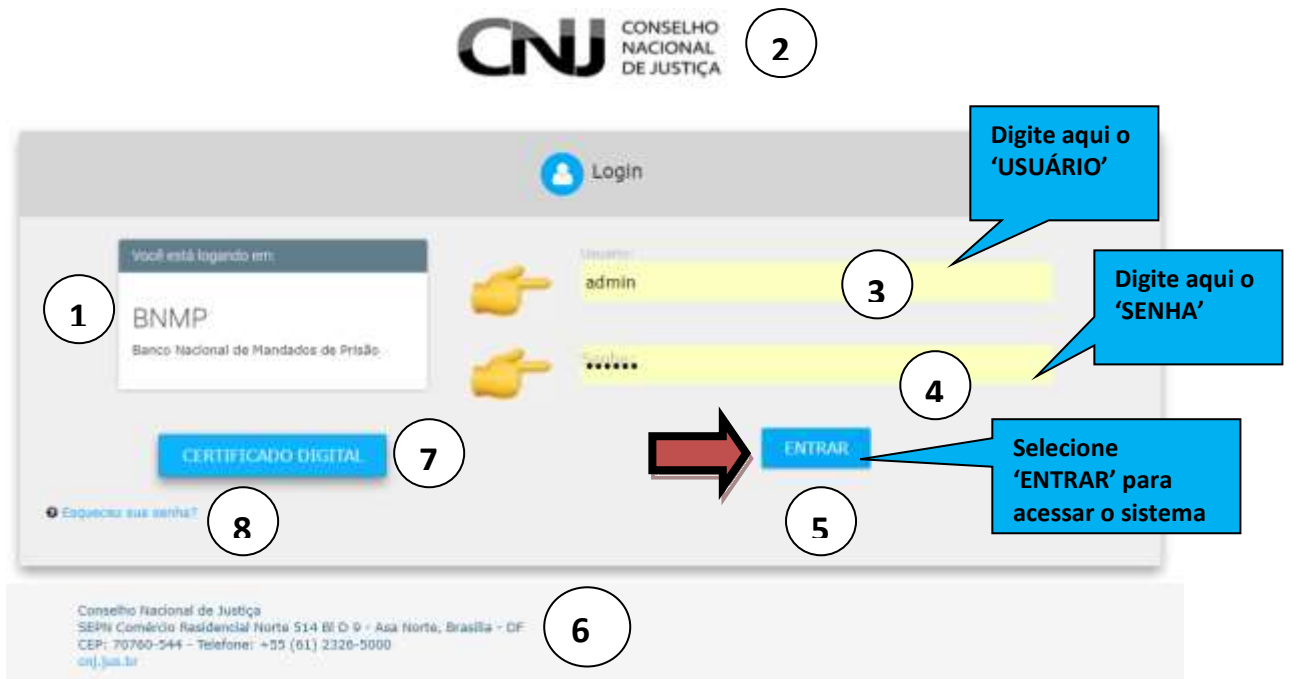 CNJ CONSELHO
NACIONAL
DE JUSTIÇA
2
Digite aqui o
‘USUÁRIO’
Login
Você está logando em:
Usuário:
admin
3
Digite aqui o
‘SENHA’
1
BNMP
Banco Nacional de Mandados de Prisão
Senha:
••••••
4
CERTIFICADO DIGITAL
7
ENTRAR
Selecione
‘ENTRAR’ para
acessar o sistema
Esqueceu sua senha?
8
5
Conselho Nacional de Justiça
SEPN Comércio Residencial Norte 514 Bl D 9 - Asa Norte, Brasília - DF
CEP: 70760-544 - Telefone: +55 (61) 2326-5000
cnj.jus.br
6